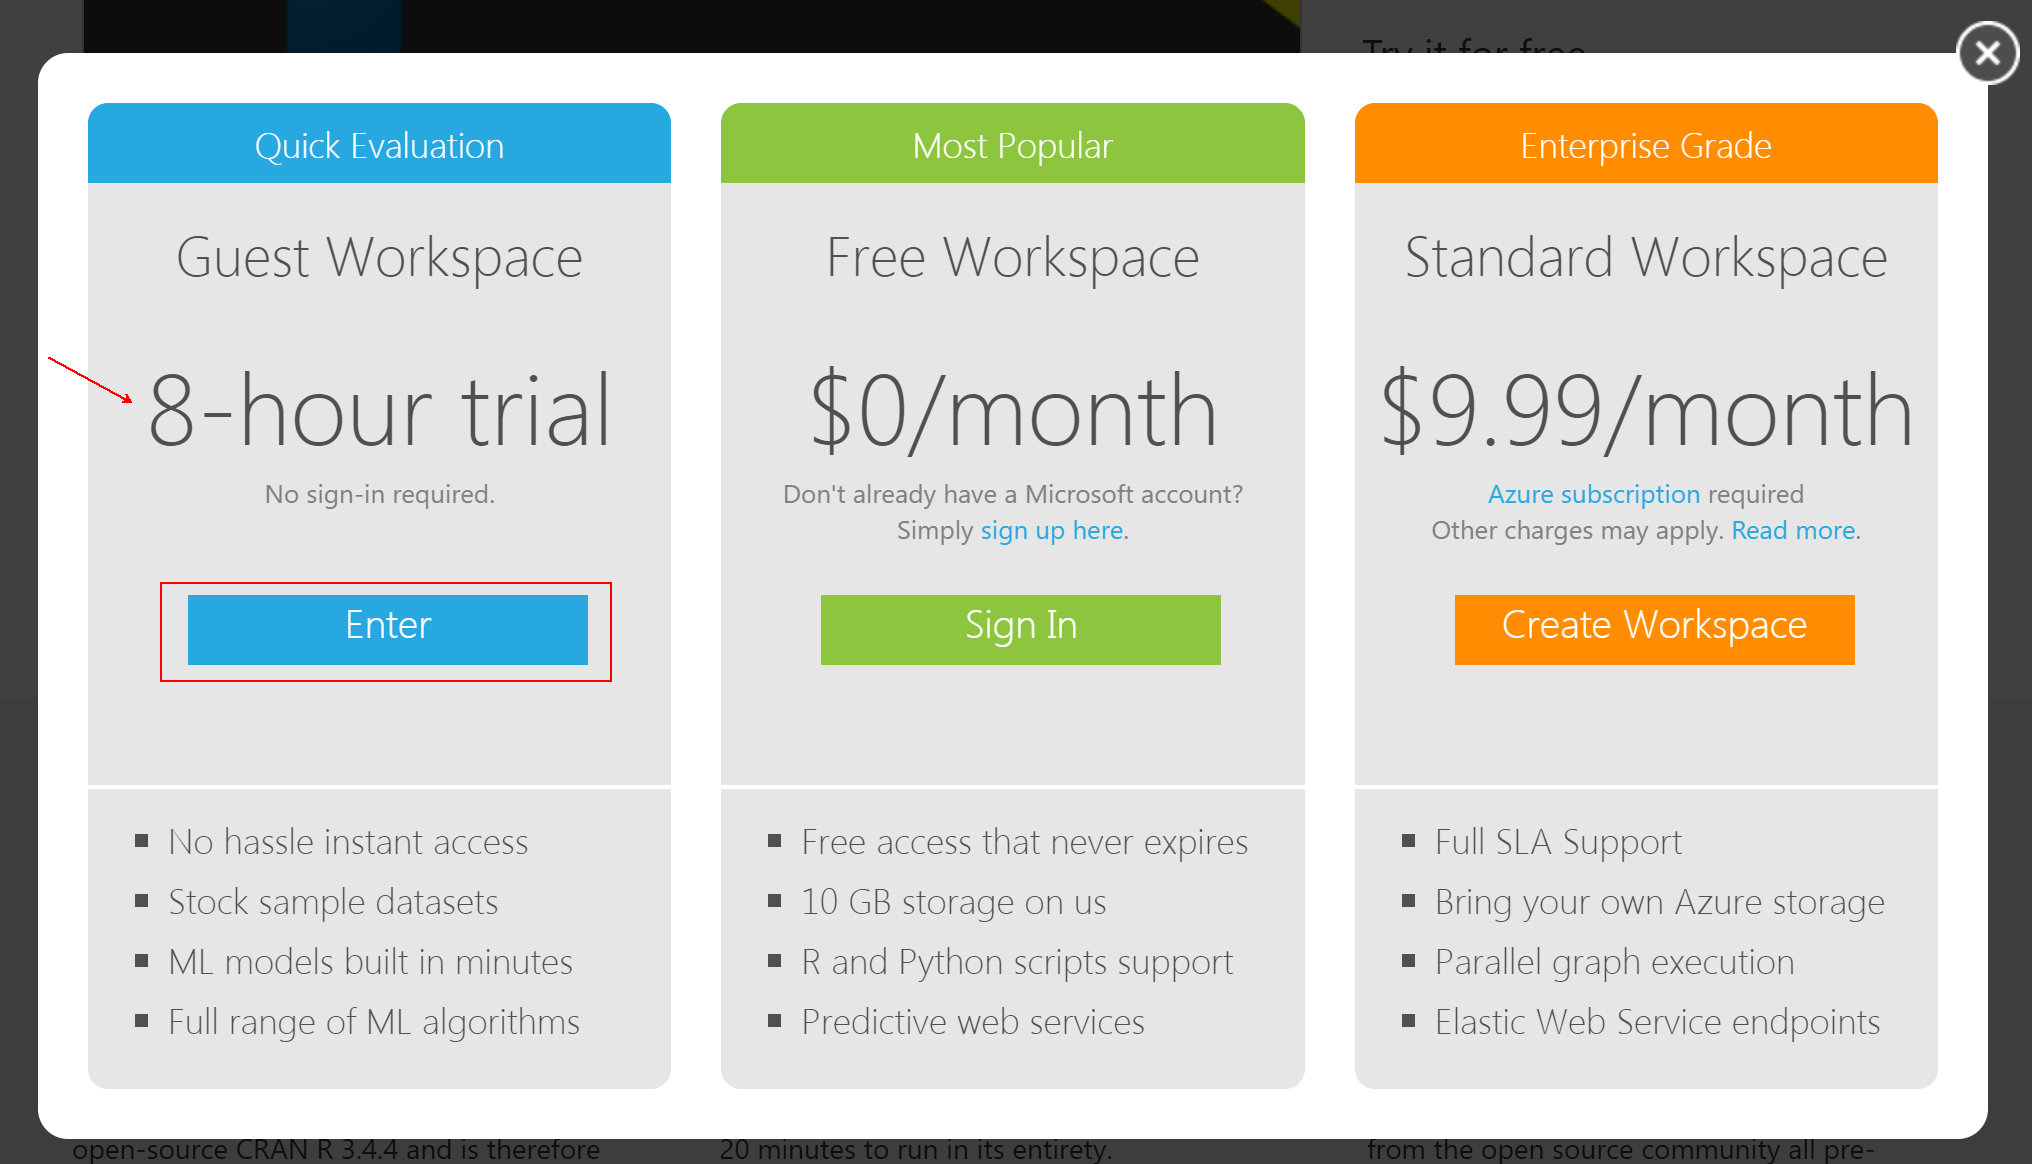 Try it for free
Quick Evaluation
Guest Workspace
8-hour trial
No sign-in required.
Enter
No hassle instant access
Stock sample datasets
ML models built in minutes
Full range of ML algorithms
Most Popular
Free Workspace
$0/month
Don't already have a Microsoft account?
Simply sign up here.
Sign In
Free access that never expires
10 GB storage on us
R and Python scripts support
Predictive web services
Enterprise Grade
Standard Workspace
$9.99/month
Azure subscription required
Other charges may apply. Read more.
Create Workspace
Full SLA Support
Bring your own Azure storage
Parallel graph execution
Elastic Web Service endpoints
open-source CRAN R 3.4.4 and is therefore
20 minutes to run in its entirety.
from the open source community all pre-